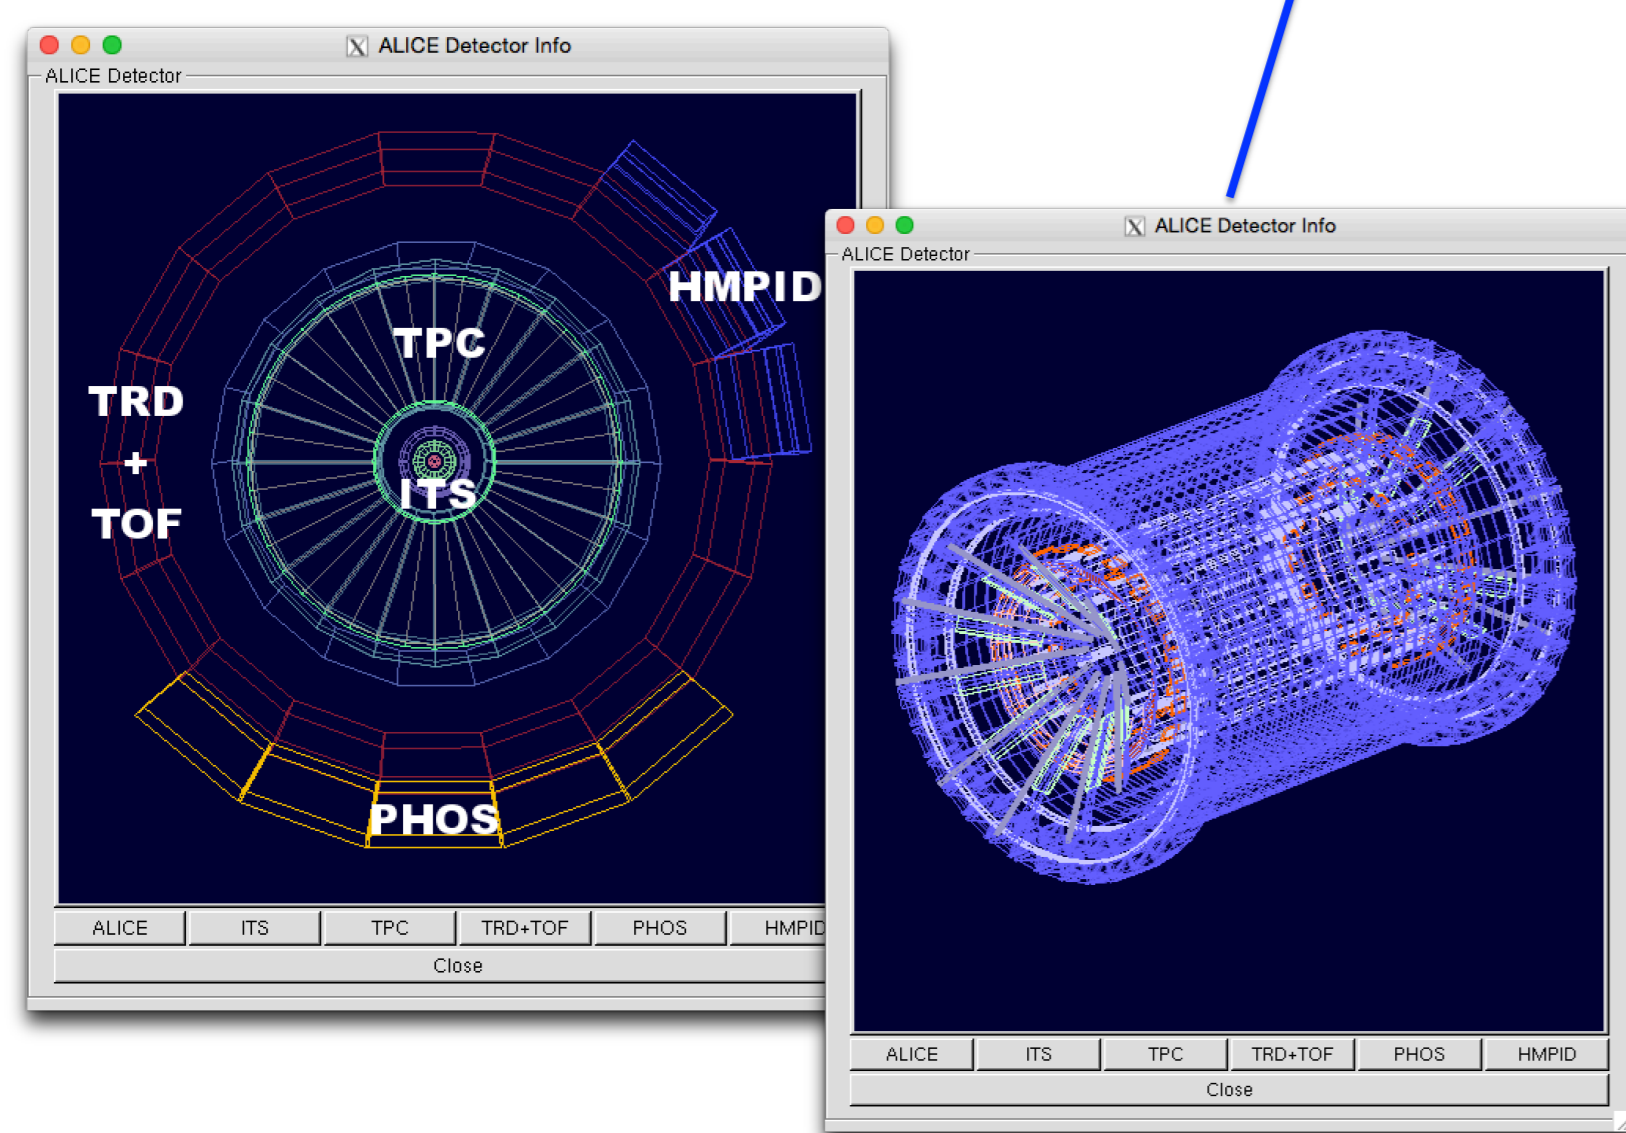 ALICE Detector Info
ALICE Detector
HMPID
TPC
TRD
+
TOF
ITS
PHOS
ALICE ITS TPC TRD+TOF PHOS HMPID
Close
ALICE Detector Info
ALICE Detector
ALICE ITS TPC TRD+TOF PHOS HMPID
Close